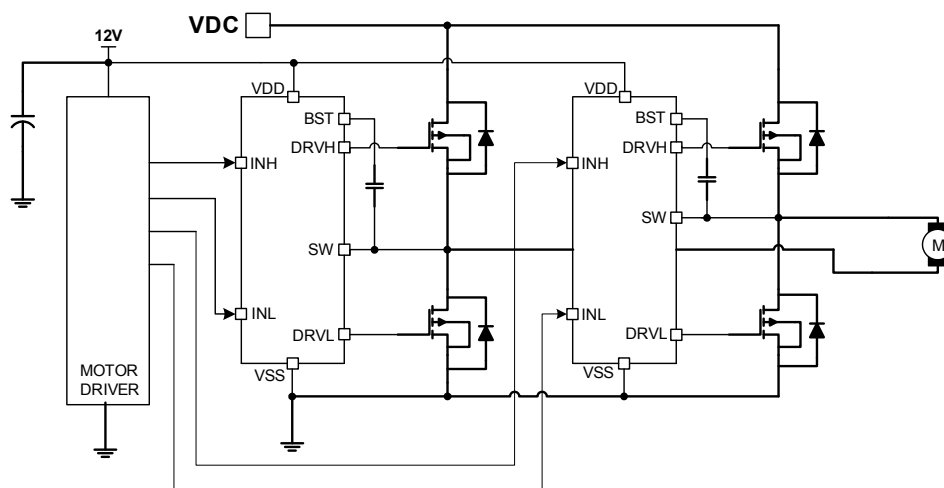 VDC
12V
VDD
VDD
BST
BST
DRVH
DRVH
INH
INH
SW
SW
M
INL
INL
DRVL
DRVL
VSS
VSS
MOTOR
DRIVER